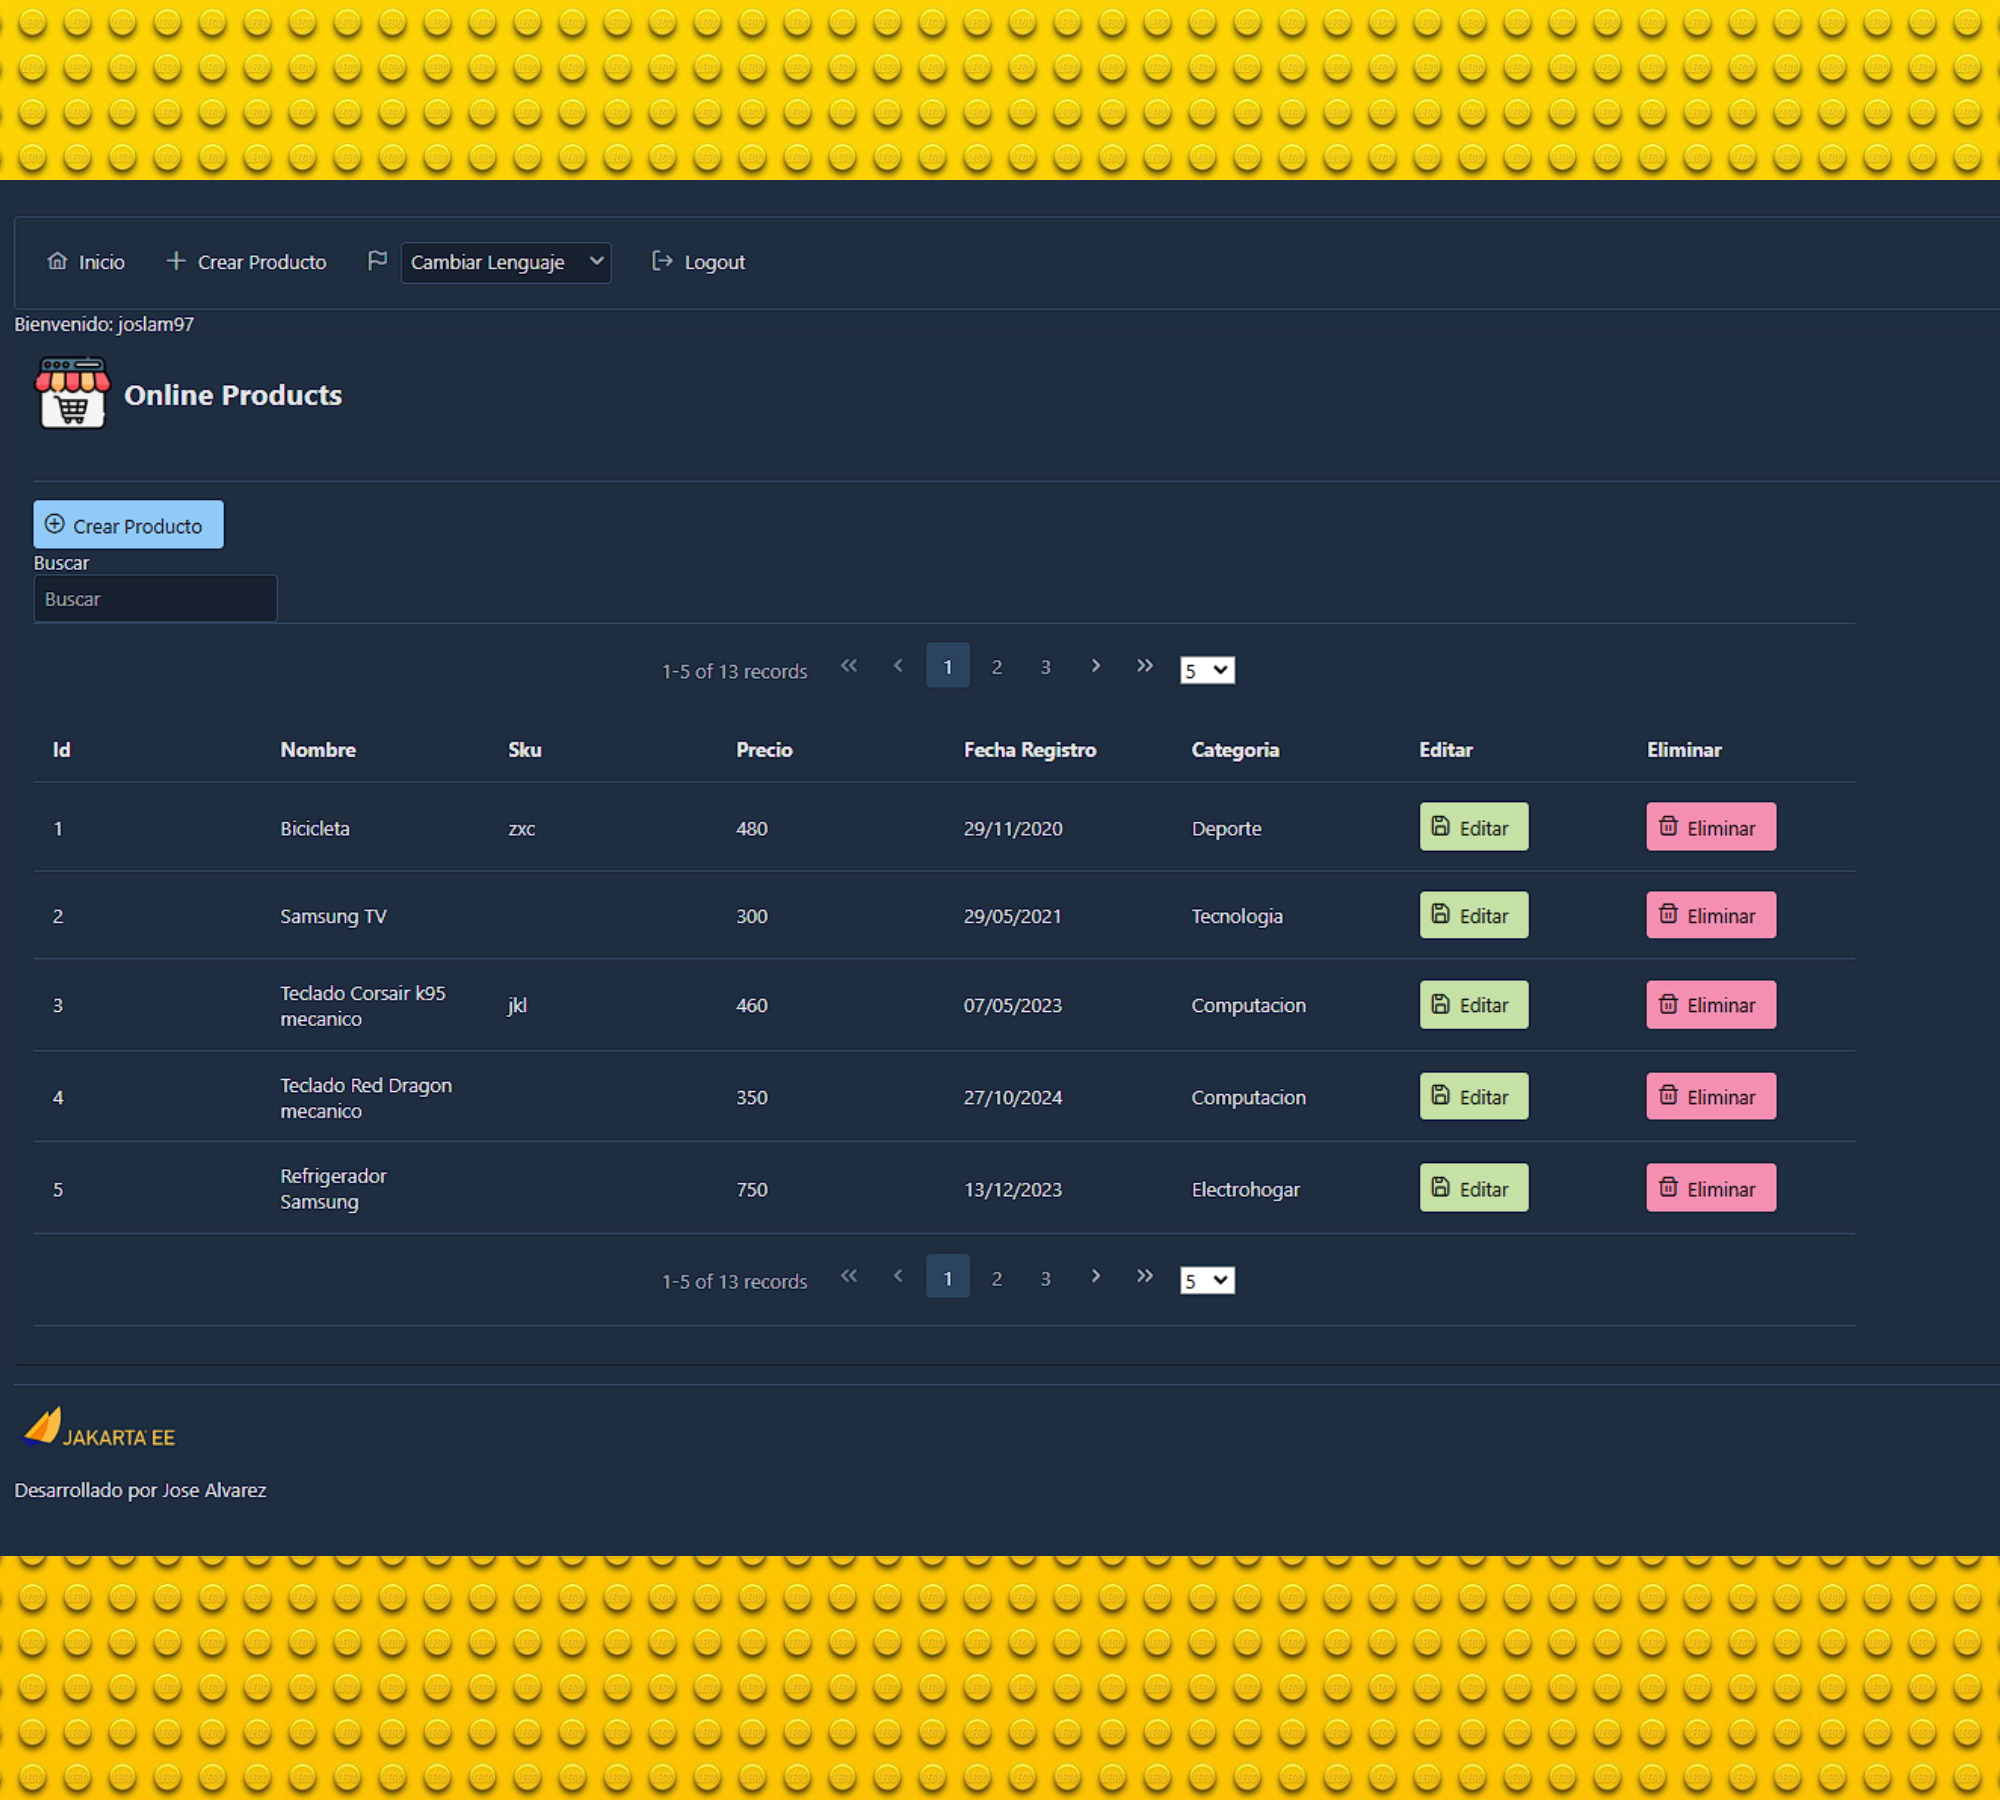 Inicio Crear Producto Cambiar Lenguaje Logout
Bienvenido: joslam97
Online Products
Crear Producto
Buscar
Buscar
1-5 of 13 records « ‹ 1 2 3 › » 5
Id Nombre Sku Precio Fecha Registro Categoria Editar Eliminar
1 Bicicleta zxc 480 29/11/2020 Deporte Editar Eliminar
2 Samsung TV 300 29/05/2021 Tecnologia Editar Eliminar
3 Teclado Corsair k95 mecanico jkl 460 07/05/2023 Computacion Editar Eliminar
4 Teclado Red Dragon mecanico 350 27/10/2024 Computacion Editar Eliminar
5 Refrigerador Samsung 750 13/12/2023 Electrohogar Editar Eliminar
1-5 of 13 records « ‹ 1 2 3 › » 5
JAKARTA EE
Desarrollado por Jose Alvarez